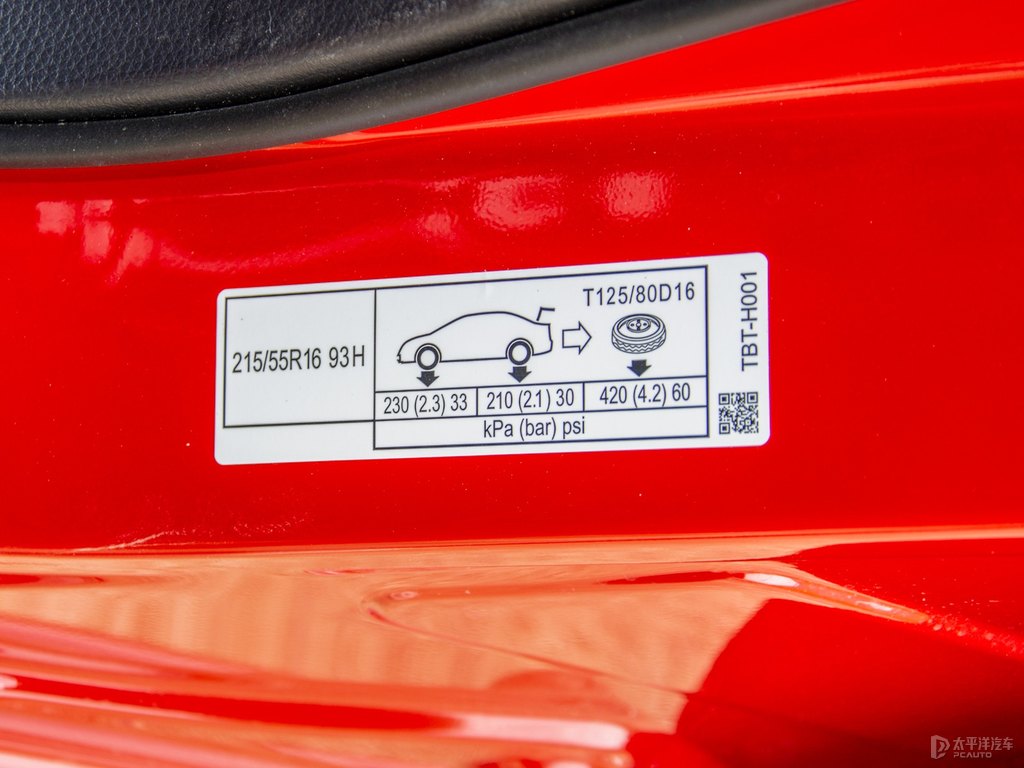 T125/80D16
215/55R16 93H
230 (2.3) 33
210 (2.1) 30
420 (4.2) 60
kPa (bar) psi
TBT-H001
太平洋汽车
PCAUTO